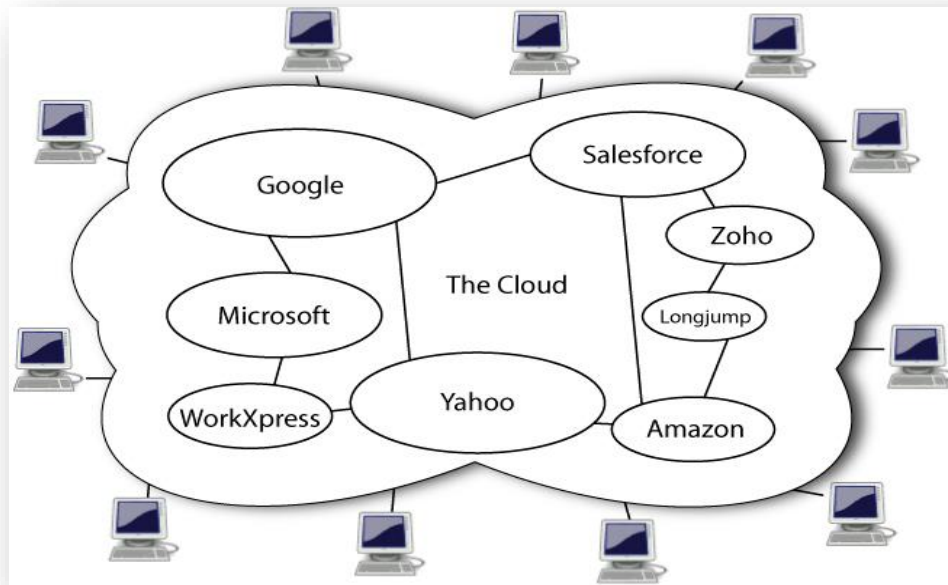 Google
Salesforce
Zoho
The Cloud
Microsoft
Longjump
WorkXpress
Yahoo
Amazon